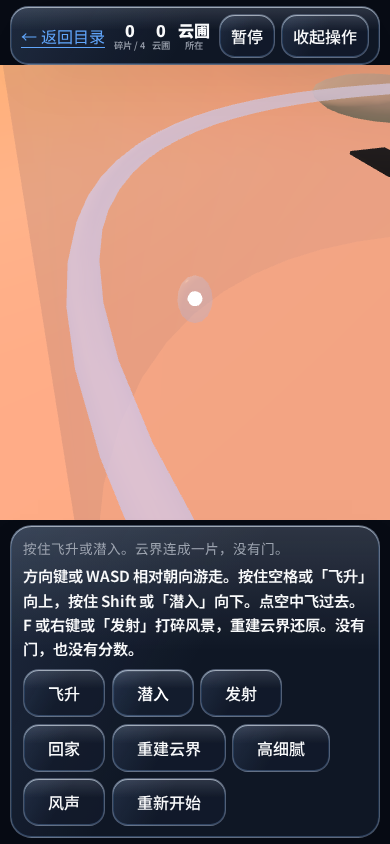 ← 返回目录
0 0 云圃
碎片 / 4 云圃 所在
暂停 收起操作
按住飞升或潜入。云界连成一片，没有门。
方向键或 WASD 相对朝向游走。按住空格或「飞升」
向上，按住 Shift 或「潜入」向下。点空中飞过去。
F 或右键或「发射」打碎风景，重建云界还原。没有
门，也没有分数。
飞升 潜入 发射
回家 重建云界 高细腻
风声 重新开始